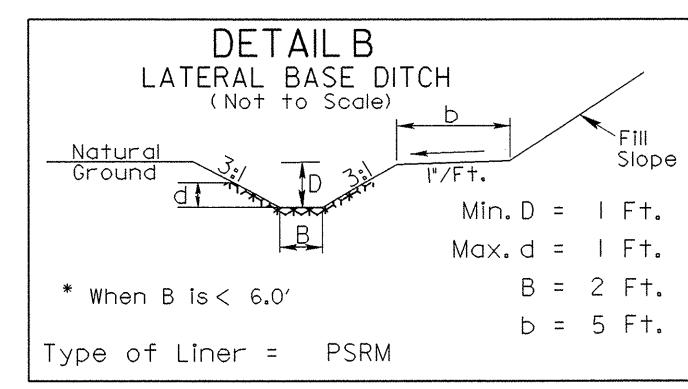 DETAIL B
LATERAL BASE DITCH
(Not to Scale)
b
Natural
Ground
3:1
D
3:1
1"/Ft.
Fill
Slope
d
B
Min. D = 1 Ft.
Max. d = 1 Ft.
* When B is < 6.0'
B = 2 Ft.
b = 5 Ft.
Type of Liner = PSRM